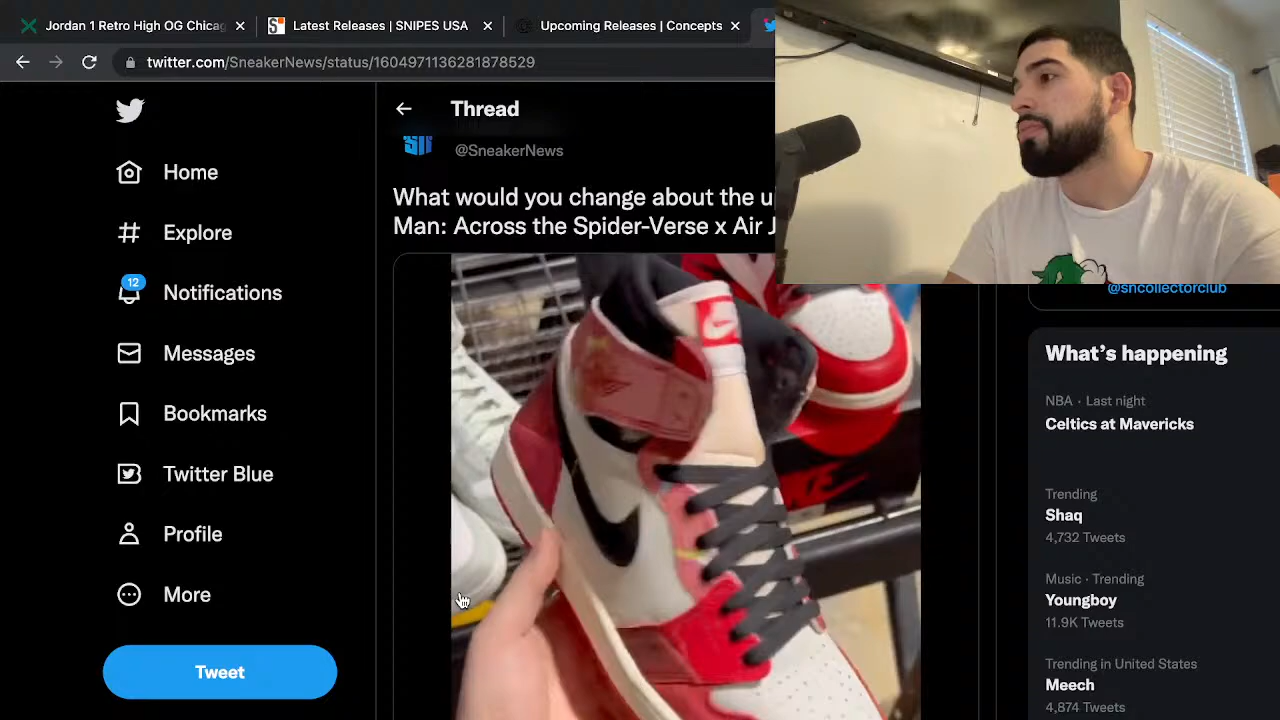 Jordan 1 Retro High OG Chicag
Latest Releases | SNIPES USA
Upcoming Releases | Concepts
twitter.com/SneakerNews/status/1604971136281878529
Thread
@SneakerNews
What would you change about the u
Man: Across the Spider-Verse x Air J
Home
Explore
12
Notifications
Messages
Bookmarks
Twitter Blue
Profile
More
Tweet
@sncollectorclub
What's happening
NBA · Last night
Celtics at Mavericks
Trending
Shaq
4,732 Tweets
Music · Trending
Youngboy
11.9K Tweets
Trending in United States
Meech
4,874 Tweets